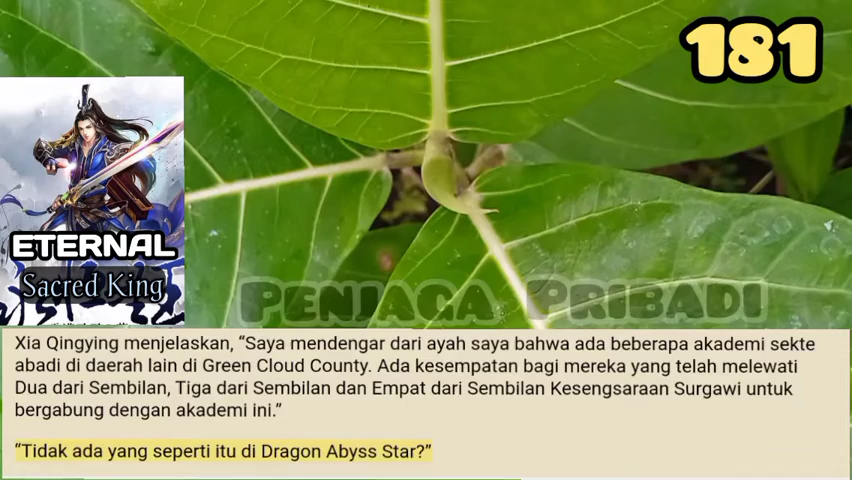 181
ETERNAL
Sacred King
PENJAGA PRIBADI
Xia Qingying menjelaskan, “Saya mendengar dari ayah saya bahwa ada beberapa akademi sekte
abadi di daerah lain di Green Cloud County. Ada kesempatan bagi mereka yang telah melewati
Dua dari Sembilan, Tiga dari Sembilan dan Empat dari Sembilan Kesengsaraan Surgawi untuk
bergabung dengan akademi ini.”
“Tidak ada yang seperti itu di Dragon Abyss Star?”